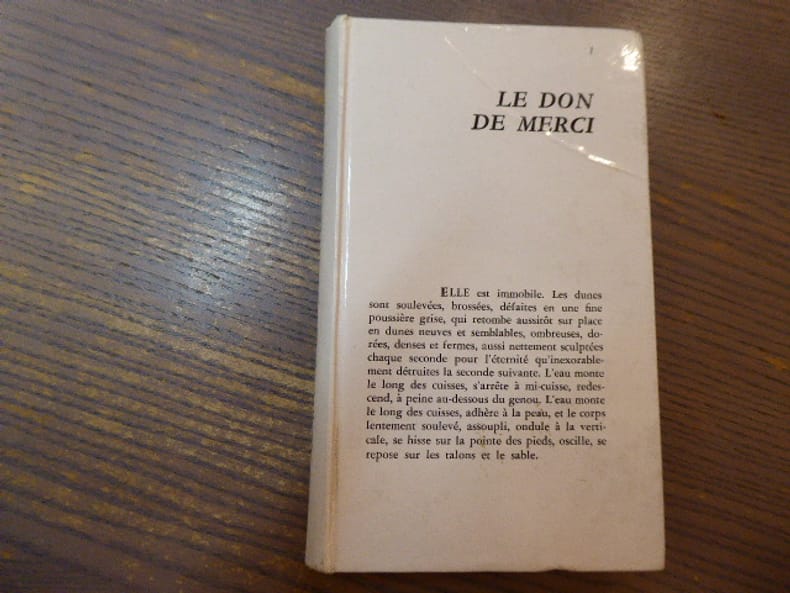 1
LE DON
DE MERCI
ELLE est immobile. Les dunes
sont soulevées, brossées, défaites en une fine
poussière grise, qui retombe aussitôt sur place
en dunes neuves et semblables, ombreuses, do-
rées, denses et fermes, aussi nettement sculptées
chaque seconde pour l'éternité qu'inexorable-
ment détruites la seconde suivante. L'eau monte
le long des cuisses, s'arrête à mi-cuisse, redes-
cend, à peine au-dessous du genou. L'eau monte
le long des cuisses, adhère à la peau, et le corps
lentement soulevé, assoupli, ondule à la verti-
cale, se hisse sur la pointe des pieds, oscille, se
repose sur les talons et le sable.